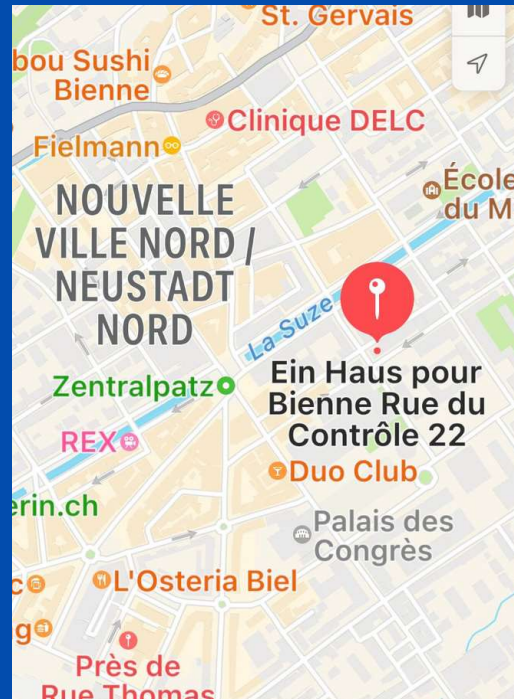 St. Gervais
bou Sushi
Bienne
Clinique DELC
Fielmann
École
du M
NOUVELLE
VILLE NORD /
NEUSTADT
NORD
La Suze
Ein Haus pour
Bienne Rue du
Contrôle 22
Zentralpatz
REX
Duo Club
erin.ch
Palais des
Congrès
c
L'Osteria Biel
g
Près de
Rue Thomas